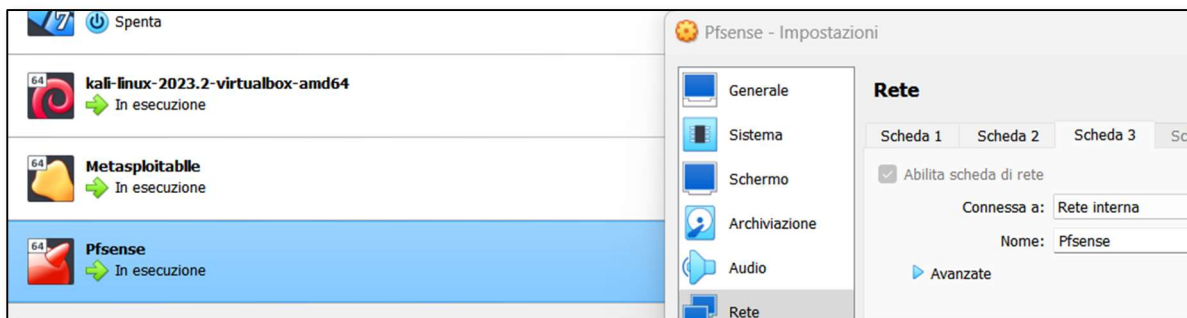 Spenta
64
kali-linux-2023.2-virtualbox-amd64
In esecuzione
64
Metasploitablle
In esecuzione
64
Pfsense
In esecuzione
Pfsense - Impostazioni
Generale
Sistema
Schermo
Archiviazione
Audio
Rete
Rete
Scheda 1 Scheda 2 Scheda 3 Sc
Abilita scheda di rete
Connessa a: Rete interna
Nome: Pfsense
Avanzate